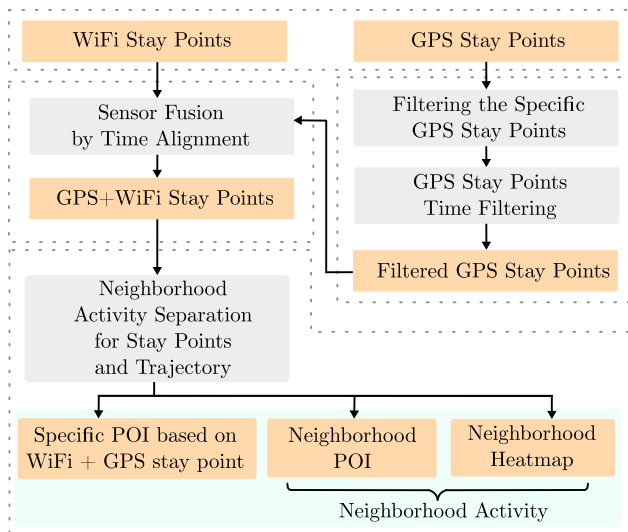 WiFi Stay Points
GPS Stay Points
Sensor Fusion
by Time Alignment
Filtering the Specific
GPS Stay Points
GPS+WiFi Stay Points
GPS Stay Points
Time Filtering
Filtered GPS Stay Points
Neighborhood
Activity Separation
for Stay Points
and Trajectory
Specific POI based on
WiFi + GPS stay point
Neighborhood
POI
Neighborhood
Heatmap
Neighborhood Activity